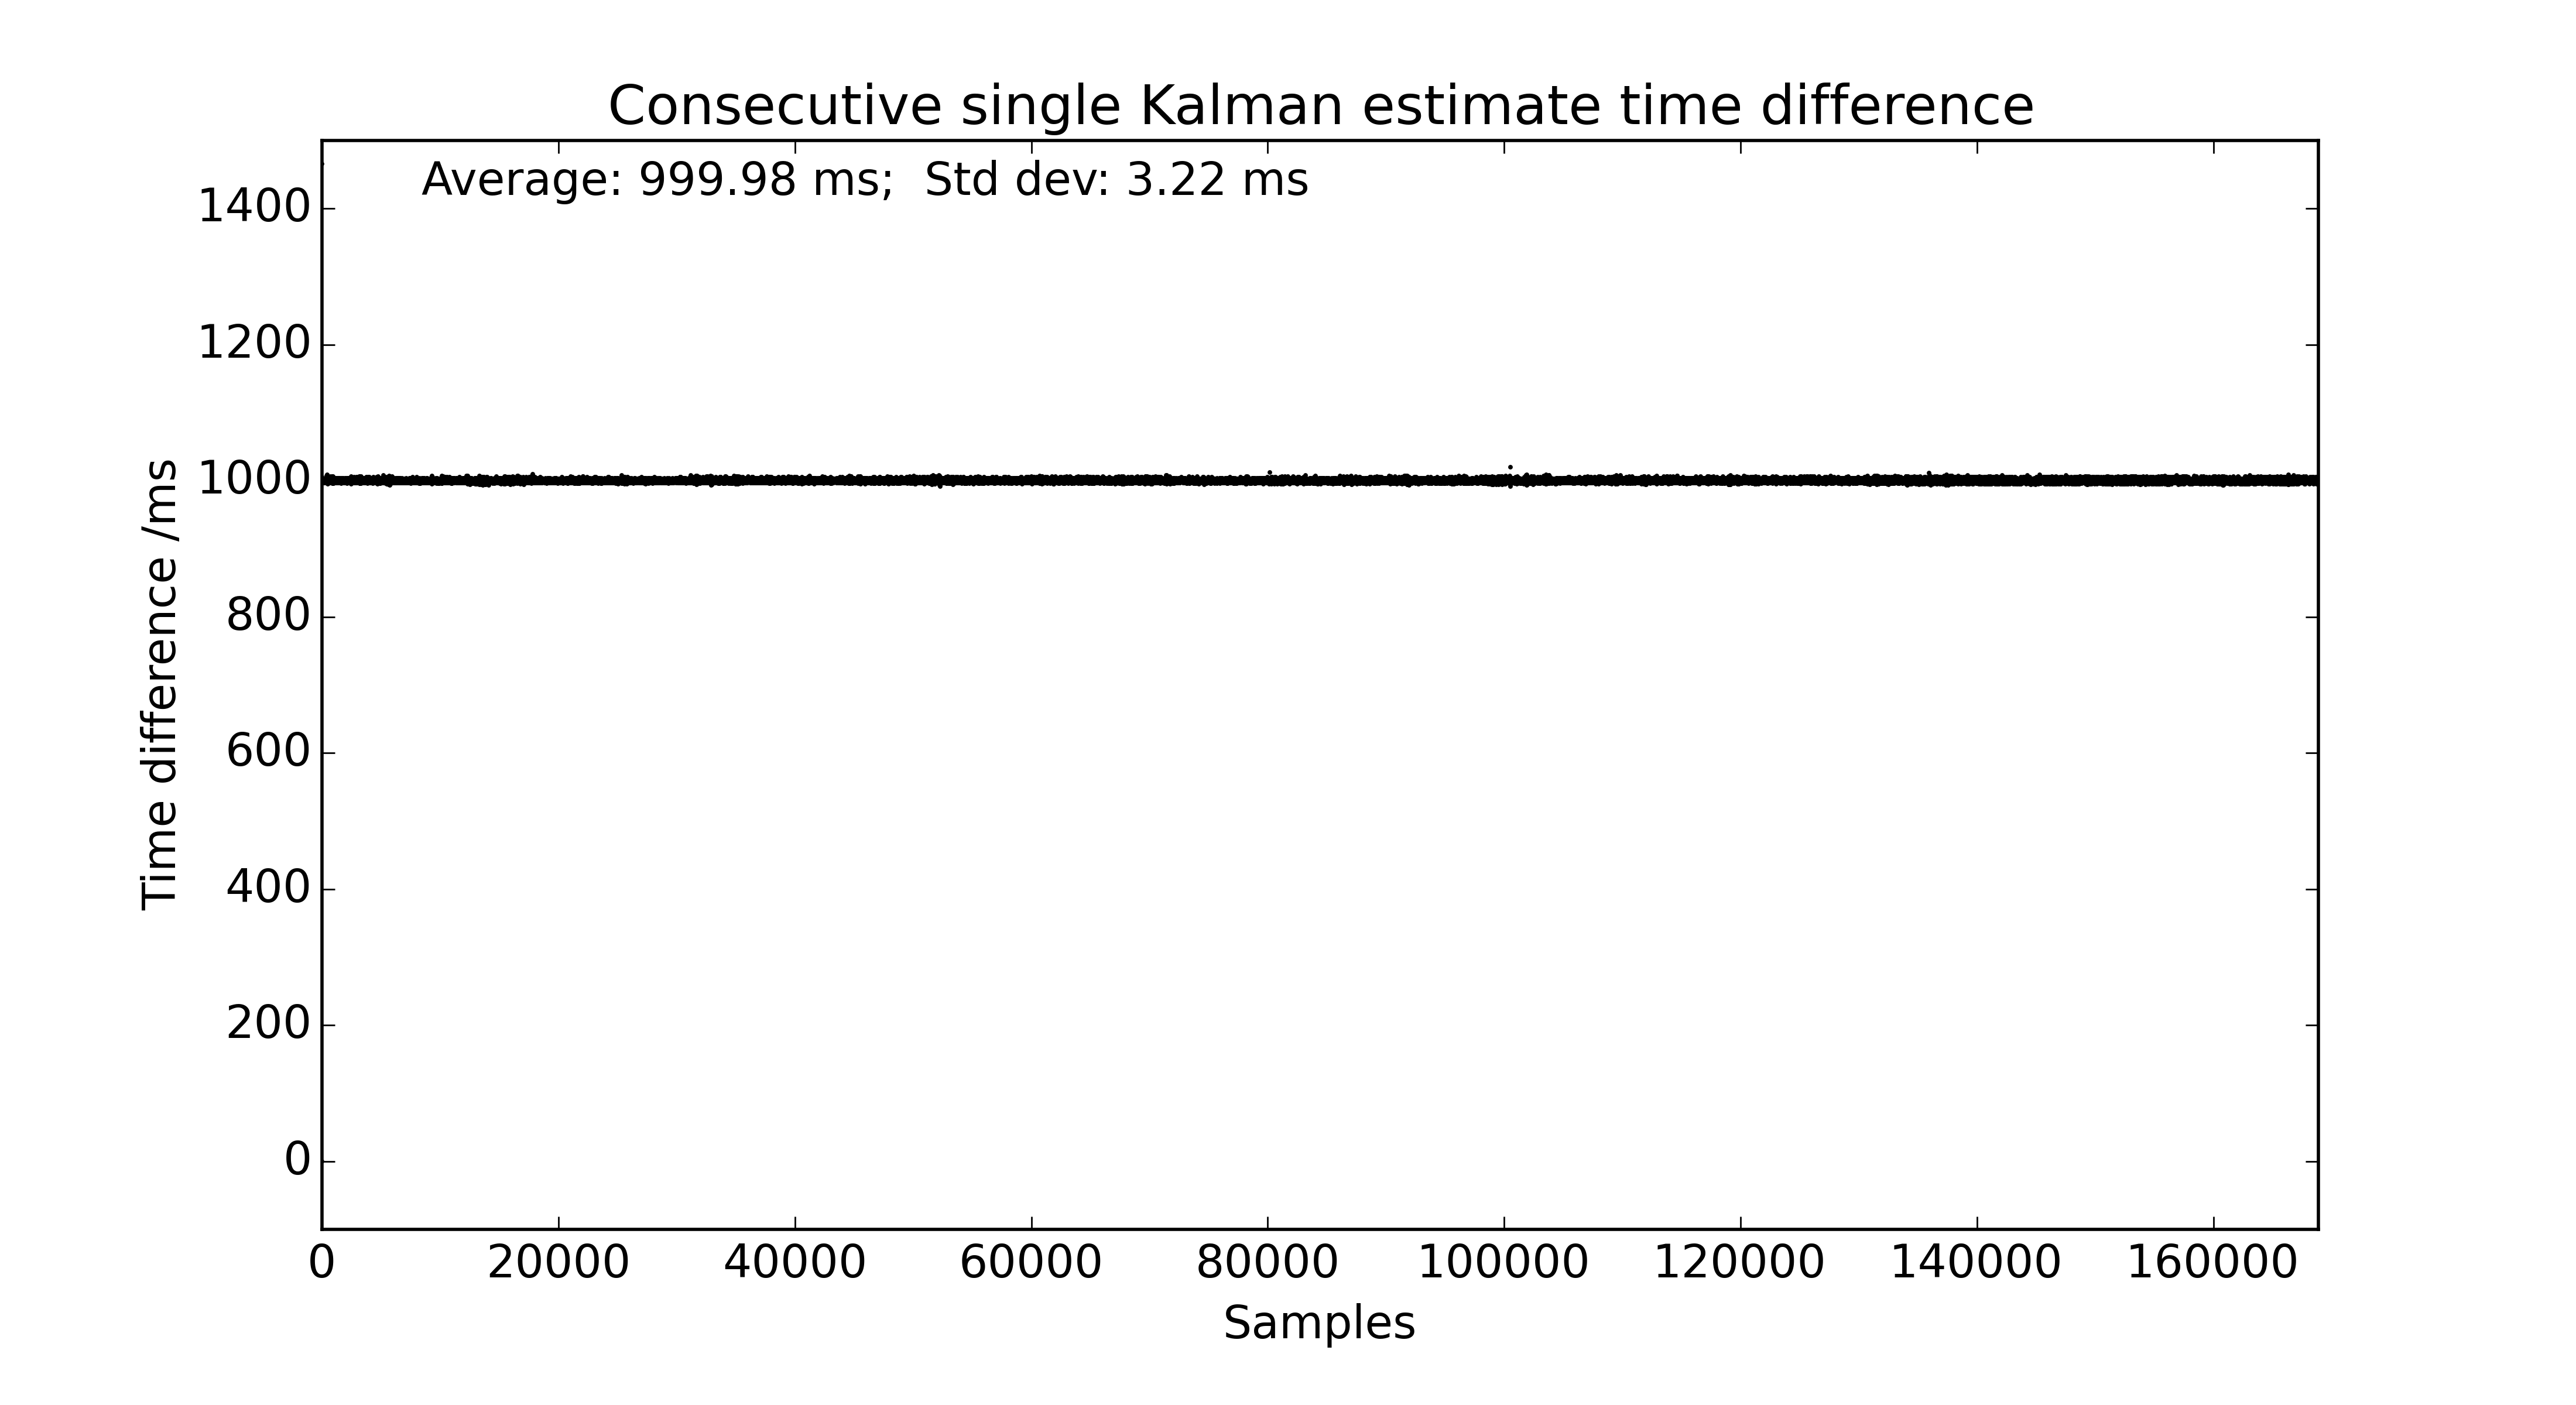 Consecutive single Kalman estimate time difference
Average: 999.98 ms;  Std dev: 3.22 ms
Time difference /ms
1400
1200
1000
800
600
400
200
0
0 20000 40000 60000 80000 100000 120000 140000 160000
Samples